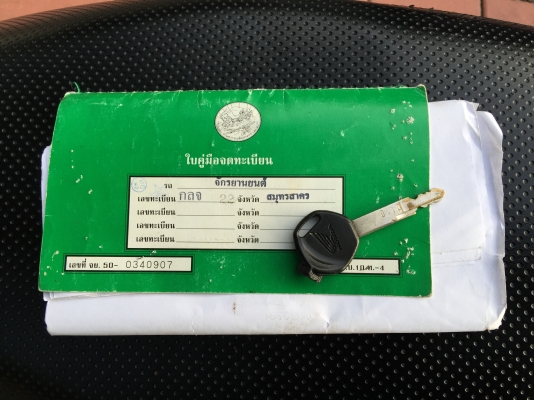 ใบคู่มือจดทะเบียน
รถ จักรยานยนต์
เลขทะเบียน กลจ 22 จังหวัด สมุทรสาคร
เลขทะเบียน จังหวัด
เลขทะเบียน จังหวัด
เลขทะเบียน จังหวัด
เลขที่ จย. 50- 0340907